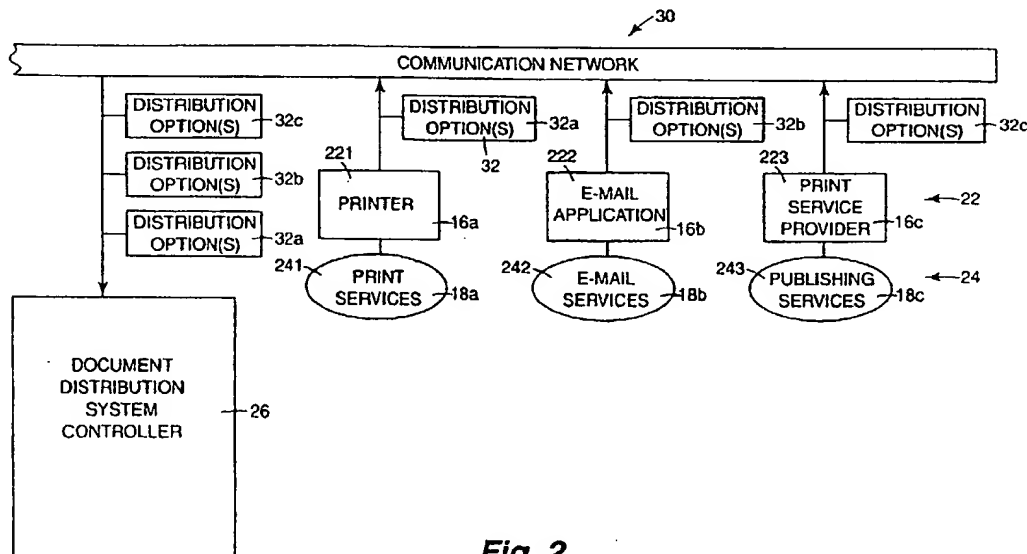 30
COMMUNICATION NETWORK
DISTRIBUTION
OPTION(S)
32c
DISTRIBUTION
OPTION(S)
32b
DISTRIBUTION
OPTION(S)
32a
DISTRIBUTION
OPTION(S)
32a
32
DISTRIBUTION
OPTION(S)
32b
DISTRIBUTION
OPTION(S)
32c
221
PRINTER
16a
222
E-MAIL
APPLICATION
16b
223
PRINT
SERVICE
PROVIDER
16c
22
241
PRINT
SERVICES
18a
242
E-MAIL
SERVICES
18b
243
PUBLISHING
SERVICES
18c
24
DOCUMENT
DISTRIBUTION
SYSTEM
CONTROLLER
26
Fig. 2